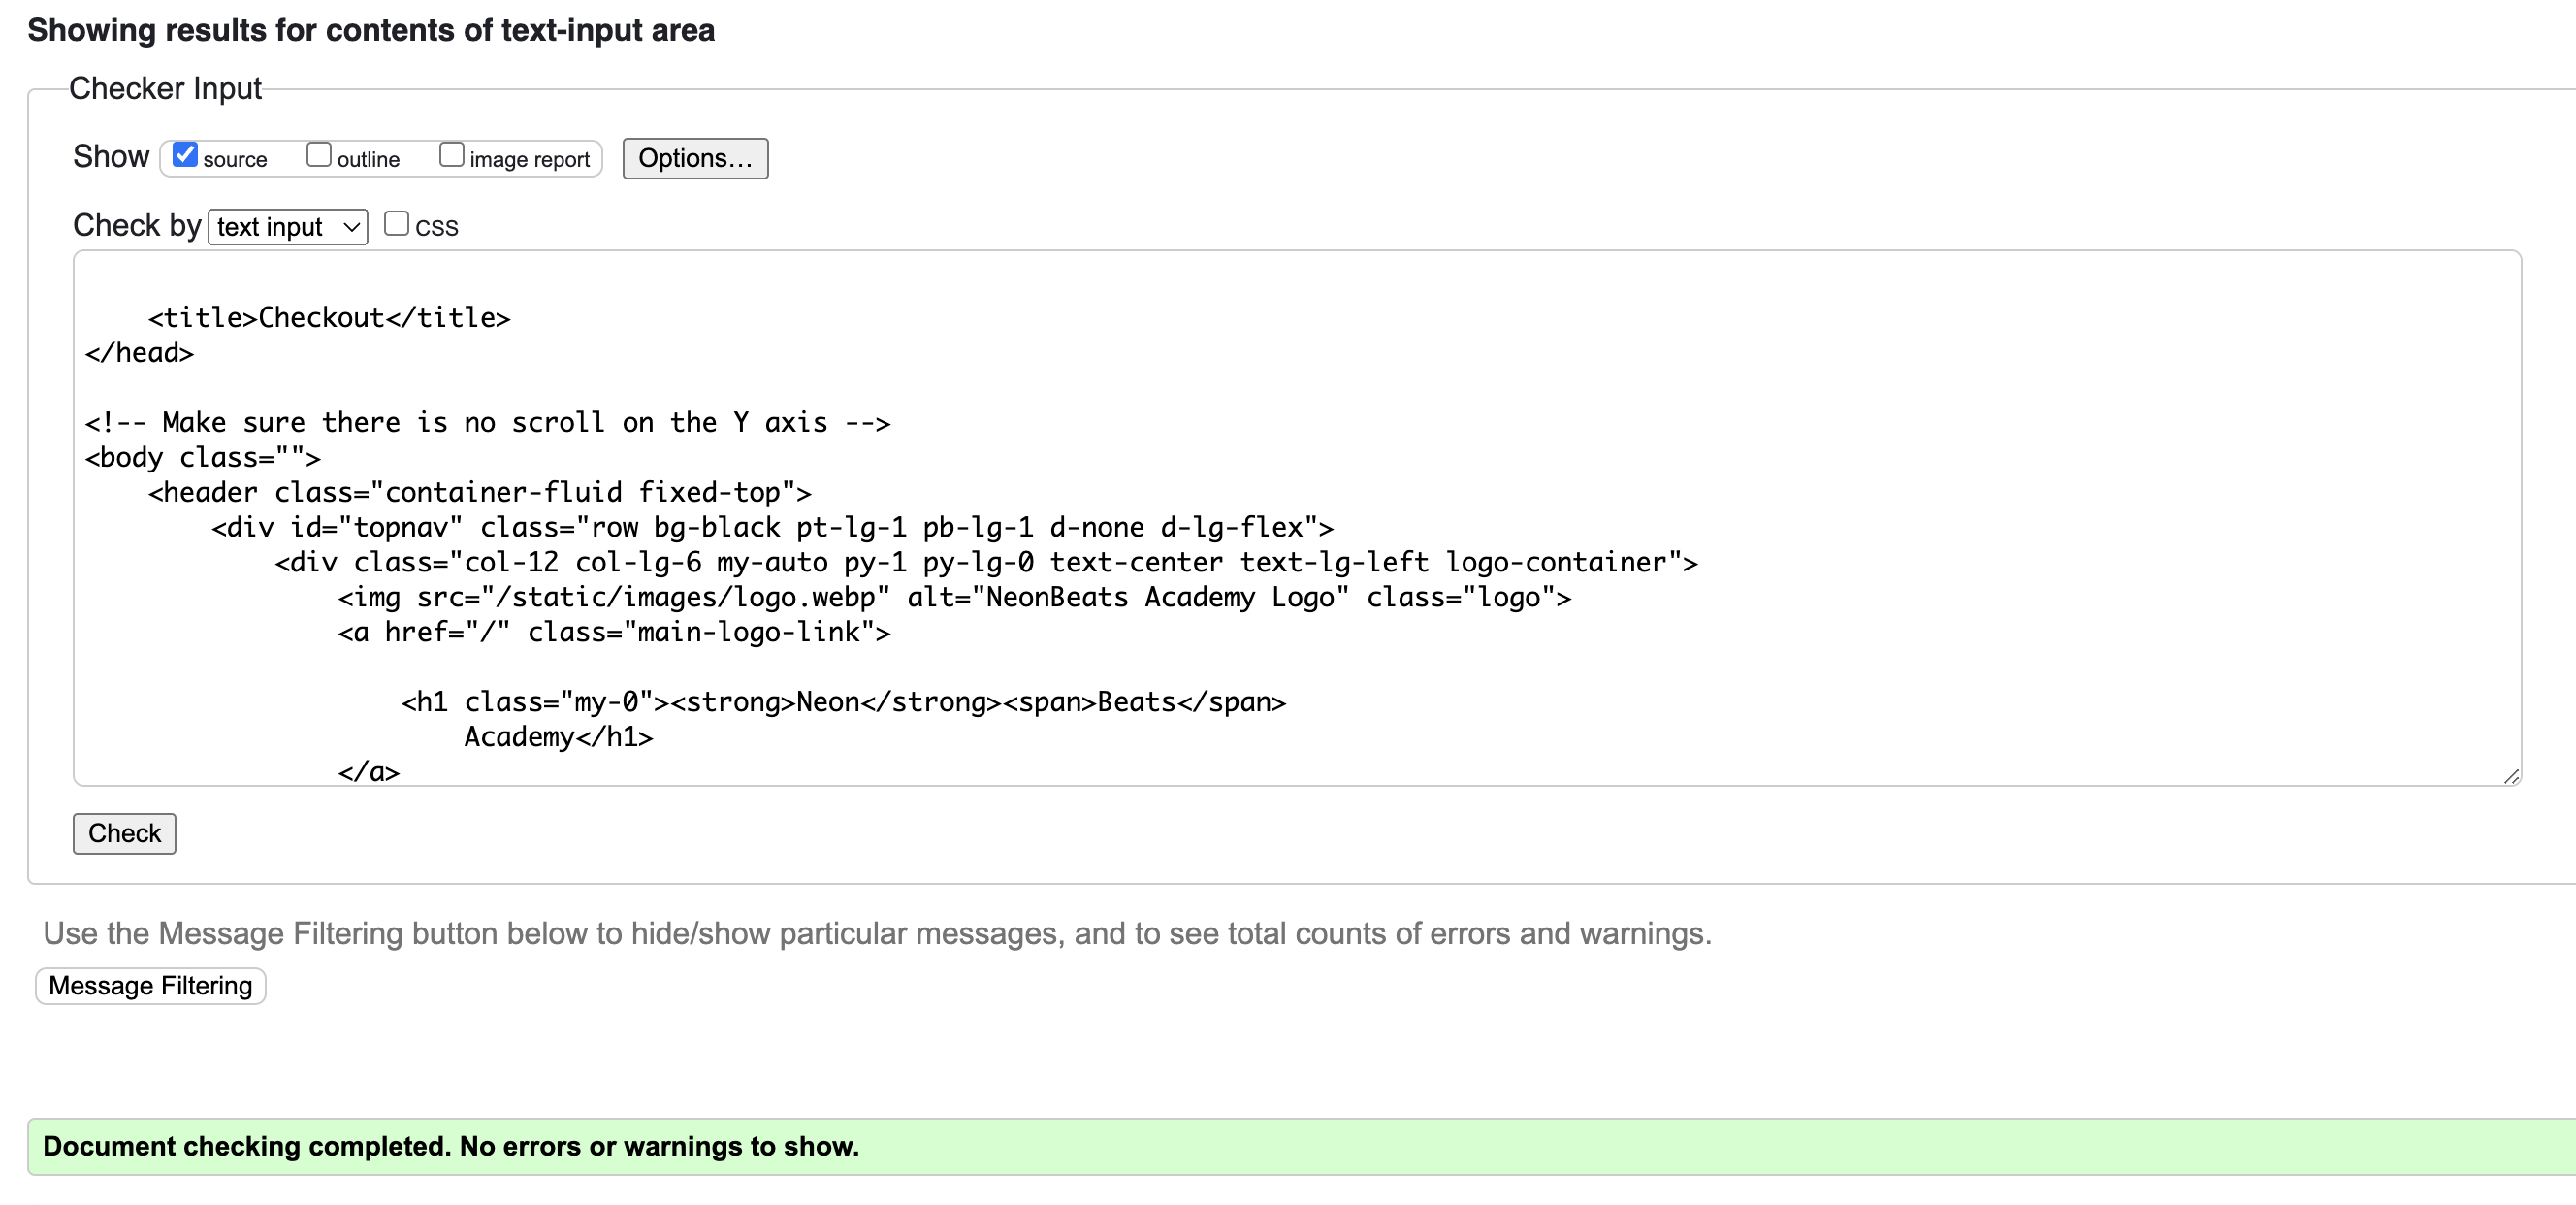 Showing results for contents of text-input area
Checker Input
Show source outline image report Options...
Check by text input CSS
    <title>Checkout</title>
</head>

<!-- Make sure there is no scroll on the Y axis -->
<body class="">
    <header class="container-fluid fixed-top">
        <div id="topnav" class="row bg-black pt-lg-1 pb-lg-1 d-none d-lg-flex">
            <div class="col-12 col-lg-6 my-auto py-1 py-lg-0 text-center text-lg-left logo-container">
                <img src="/static/images/logo.webp" alt="NeonBeats Academy Logo" class="logo">
                <a href="/" class="main-logo-link">

                    <h1 class="my-0"><strong>Neon</strong><span>Beats</span>
                        Academy</h1>
                </a>
Check
Use the Message Filtering button below to hide/show particular messages, and to see total counts of errors and warnings.
Message Filtering
Document checking completed. No errors or warnings to show.